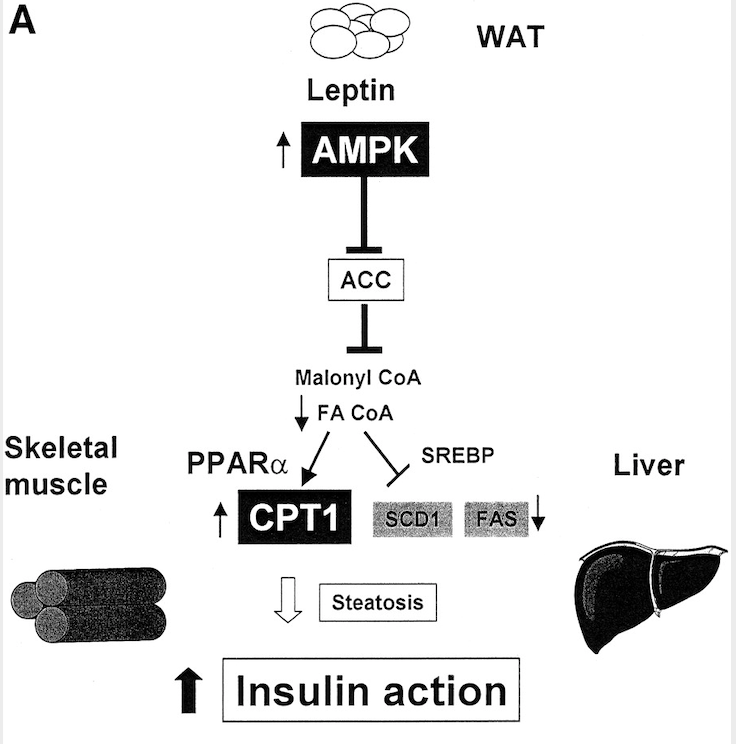 A
WAT
Leptin
AMPK
ACC
Malonyl CoA
FA CoA
Skeletal
muscle
PPARα
SREBP
Liver
CPT1
SCD1
FAS
Steatosis
Insulin action